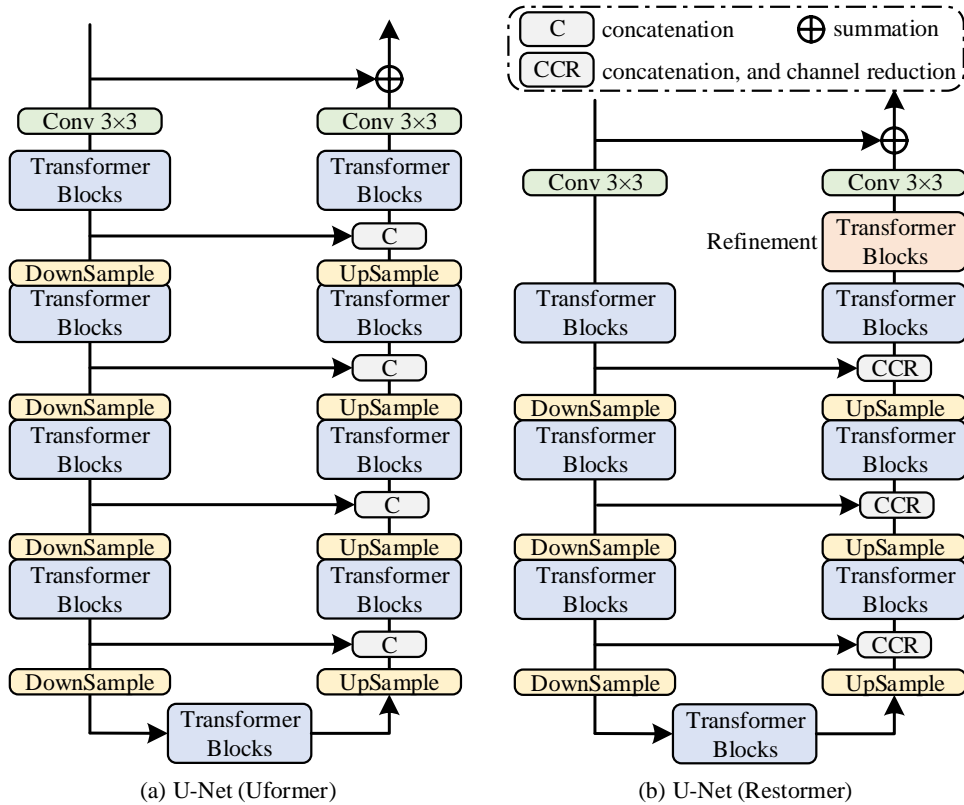 C concatenation summation
CCR concatenation, and channel reduction
Conv 3×3
Conv 3×3
Transformer
Blocks
Transformer
Blocks
C
DownSample
UpSample
Transformer
Blocks
Transformer
Blocks
C
DownSample
UpSample
Transformer
Blocks
Transformer
Blocks
C
DownSample
UpSample
Transformer
Blocks
Transformer
Blocks
C
DownSample
UpSample
Transformer
Blocks
(a) U-Net (Uformer)
Conv 3×3
Conv 3×3
Refinement
Transformer
Blocks
Transformer
Blocks
Transformer
Blocks
CCR
DownSample
UpSample
Transformer
Blocks
Transformer
Blocks
CCR
DownSample
UpSample
Transformer
Blocks
Transformer
Blocks
CCR
DownSample
UpSample
Transformer
Blocks
(b) U-Net (Restormer)